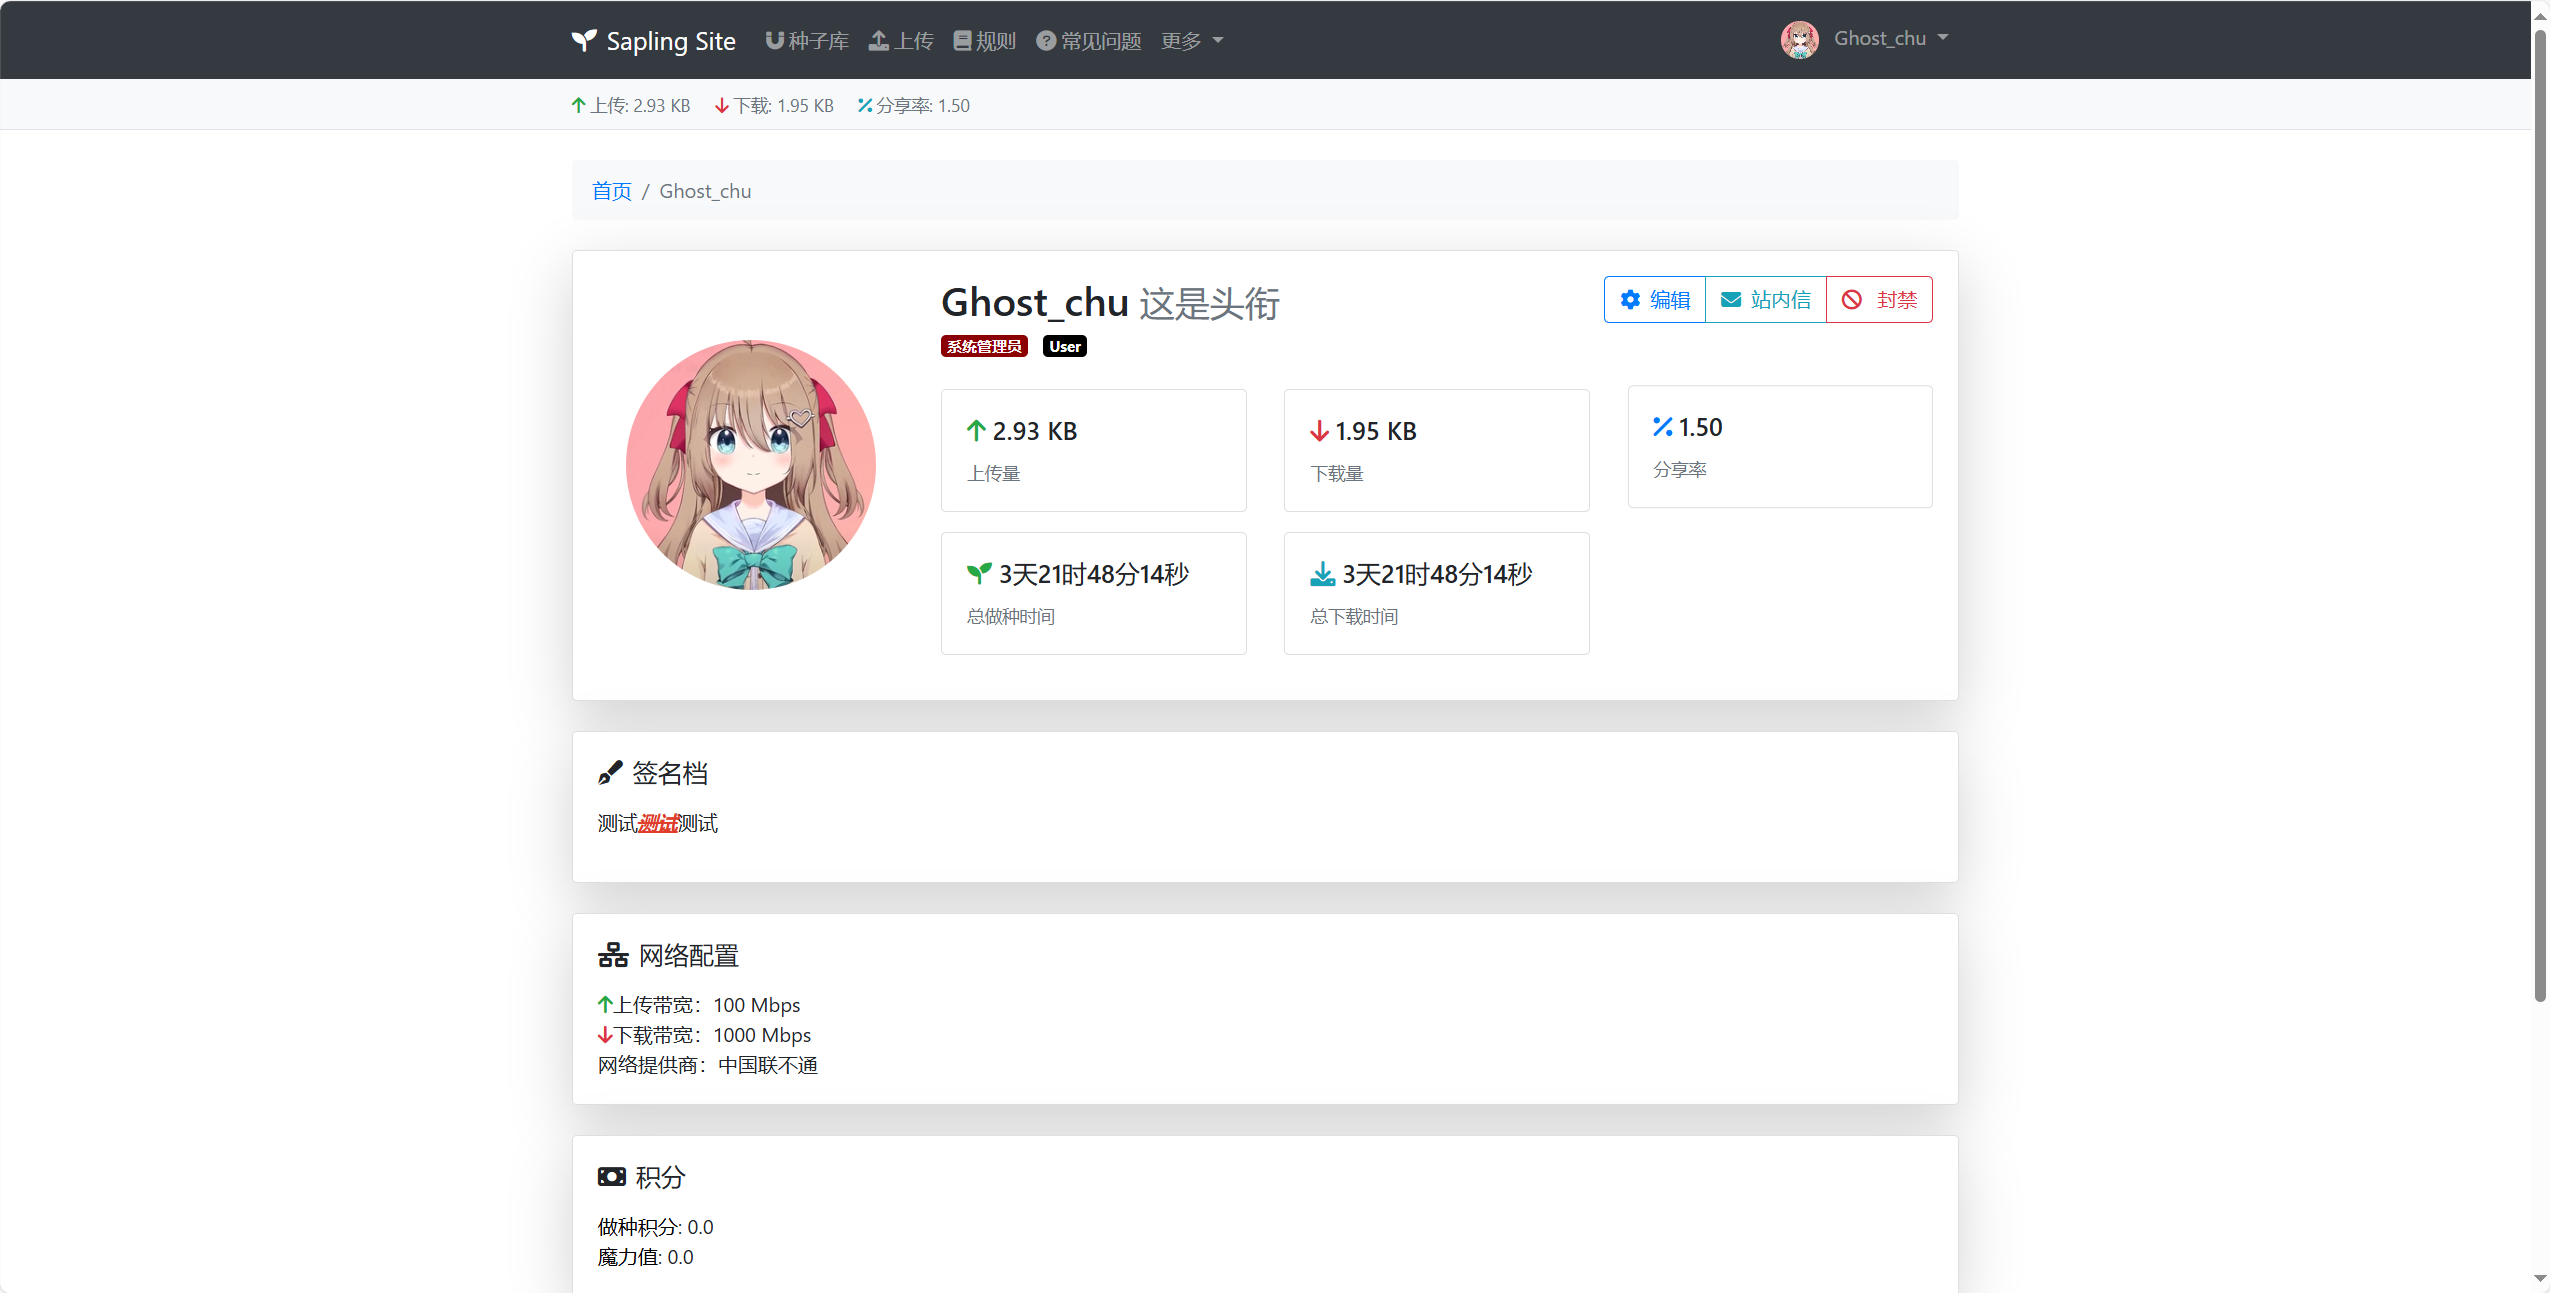 Sapling Site 种子库 上传 规则 常见问题 更多 Ghost_chu
上传: 2.93 KB 下载: 1.95 KB 分享率: 1.50
首页 / Ghost_chu
Ghost_chu 这是头衔
编辑 站内信 封禁
系统管理员 User
2.93 KB
上传量
1.95 KB
下载量
1.50
分享率
3天21时48分14秒
总做种时间
3天21时48分14秒
总下载时间
签名档
测试测试测试
网络配置
上传带宽：100 Mbps
下载带宽：1000 Mbps
网络提供商：中国联不通
积分
做种积分: 0.0
魔力值: 0.0